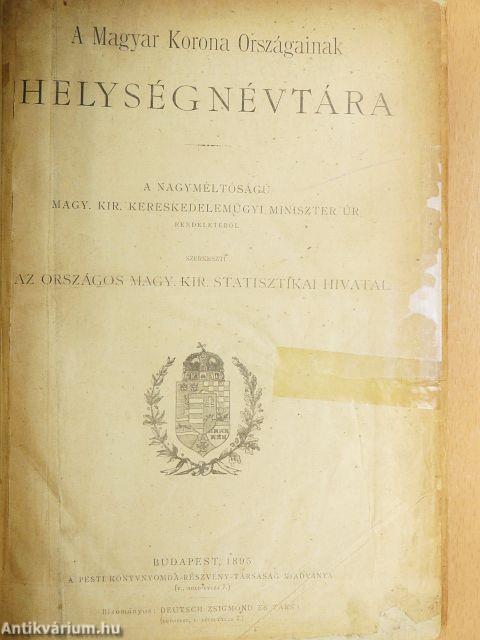 A Magyar Korona Országainak
HELYSÉGNÉVTÁRA
A NAGYMÉLTÓSÁGÚ
MAGY. KIR. KERESKEDELEMÜGYI MINISZTER ÚR
RENDELETÉBŐL
SZERKESZTI
AZ ORSZÁGOS MAGY. KIR. STATISZTIKAI HIVATAL.
BUDAPEST, 1895
A PESTI KÖNYVNYOMDA-RÉSZVÉNY-TÁRSASÁG KIADVÁNYA
Bizományos: DEUTSCH ZSIGMOND ÉS TÁRSA
Antikvárium.hu